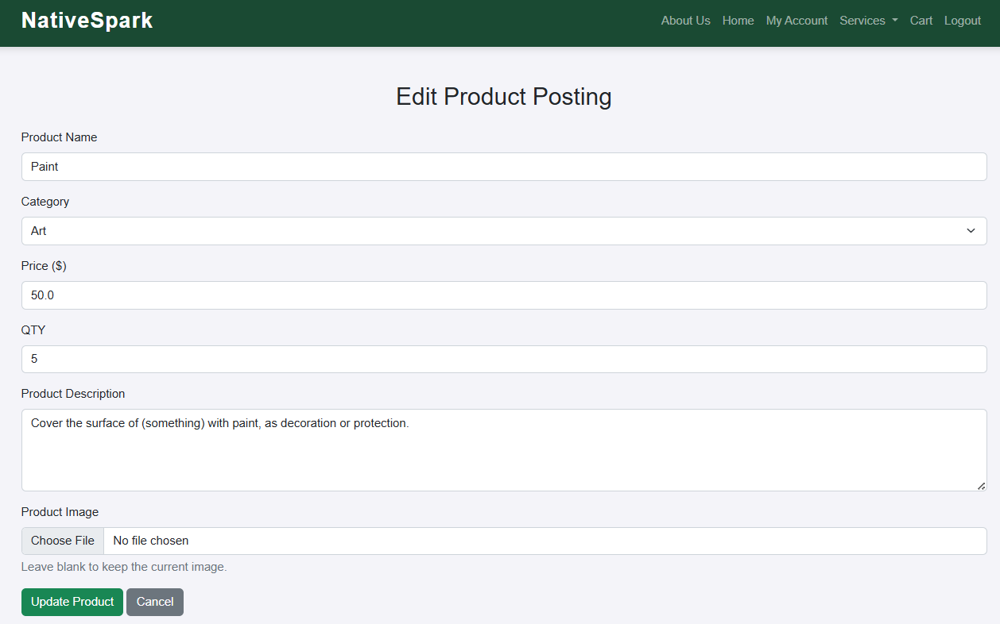 NativeSpark
About Us Home My Account Services Cart Logout
Edit Product Posting
Product Name
Paint
Category
Art
Price ($)
50.0
QTY
5
Product Description
Cover the surface of (something) with paint, as decoration or protection.
Product Image
Choose File No file chosen
Leave blank to keep the current image.
Update Product Cancel